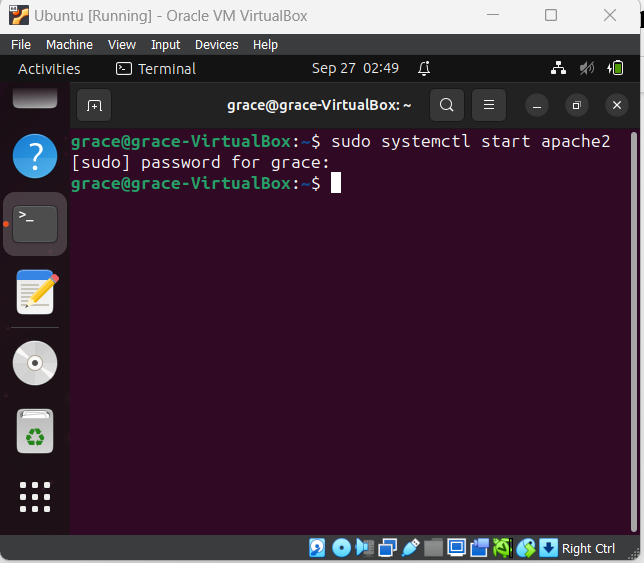 Ubuntu [Running] - Oracle VM VirtualBox
File Machine View Input Devices Help
Activities Terminal Sep 27 02:49
grace@grace-VirtualBox: ~
grace@grace-VirtualBox:~$ sudo systemctl start apache2
[sudo] password for grace:
grace@grace-VirtualBox:~$
?
>_
Right Ctrl